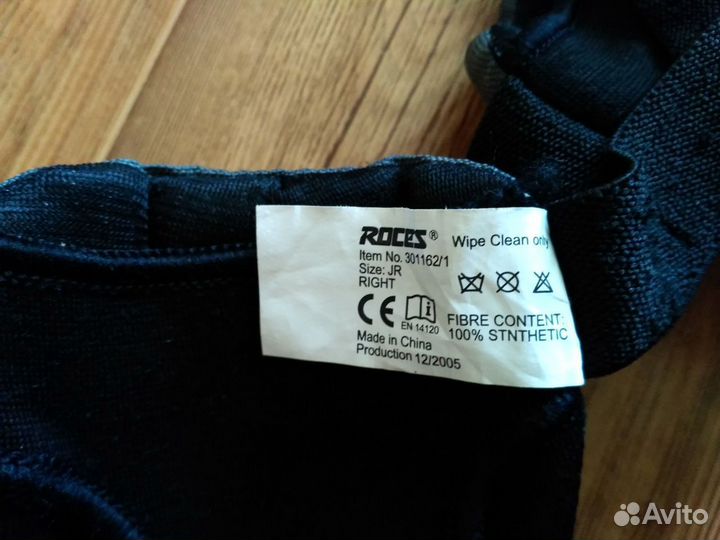 ROCES®
Wipe Clean only
Item No. 301162/1
Size: JR
RIGHT
CE
EN 14120
FIBRE CONTENT:
100% STNTHETIC
Made in China
Production 12/2005
Avito